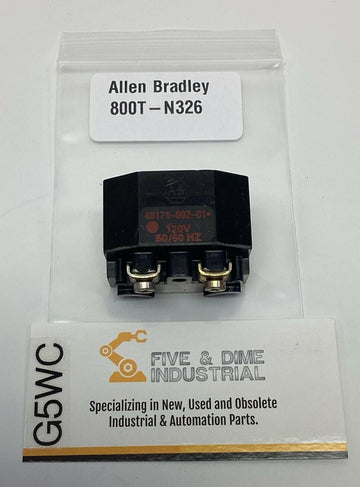 Allen Bradley
800T-N326
A-B
40171-002-01*
120V
50/60 HZ
G5WC
FIVE & DIME
INDUSTRIAL
Specializing in New, Used and Obsolete
Industrial & Automation Parts.